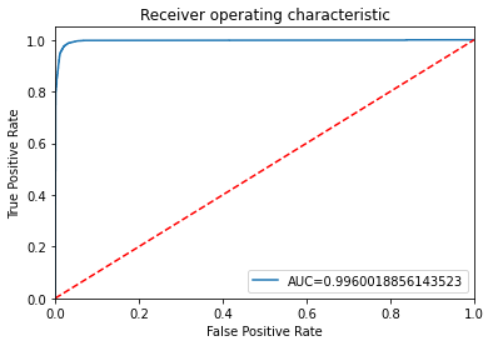 Receiver operating characteristic
1.0
0.8
0.6
0.4
0.2
0.0
True Positive Rate
AUC=0.9960018856143523
0.0 0.2 0.4 0.6 0.8 1.0
False Positive Rate